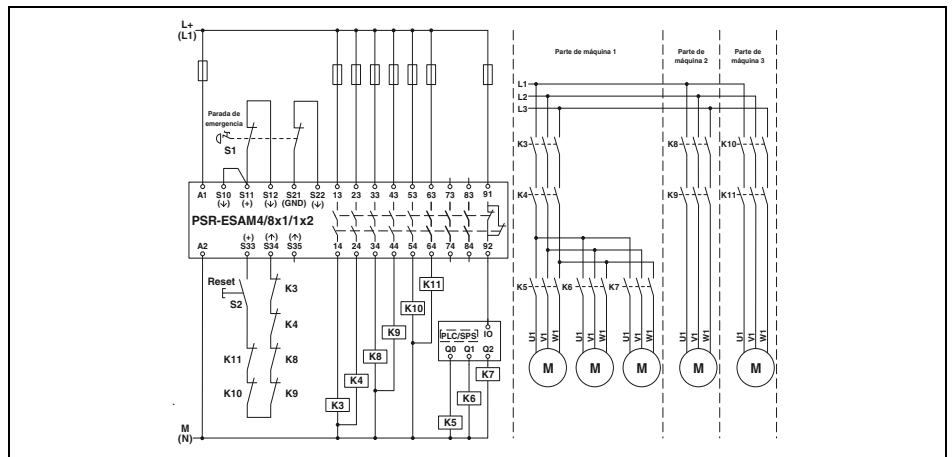 L+
(L1)
Parte de máquina 1
Parte de
máquina 2
Parte de
máquina 3
L1
L2
L3
Parada de
emergencia
S1
K3
K8
K10
A1 S10 S11 S12 S21 S22 13 23 33 43 53 63 73 83 91
(↓) (+) (↓) (GND) (↓)
K4
K9
K11
PSR-ESAM4/8x1/1x2
(+) (↑) (↑)
A2 S33 S34 S35 14 24 34 44 54 64 74 84 92
Reset
S2
K3
K11
K5
K6
K7
K10
K4
K9
PLC/SPS
IO
Q0 Q1 Q2
U1 V1 W1 U1 V1 W1 U1 V1 W1 U1 V1 W1 U1 V1 W1
K11
K8
K8
K4
K7
M M M M M
K10
K9
K3
K6
K5
M
(N)